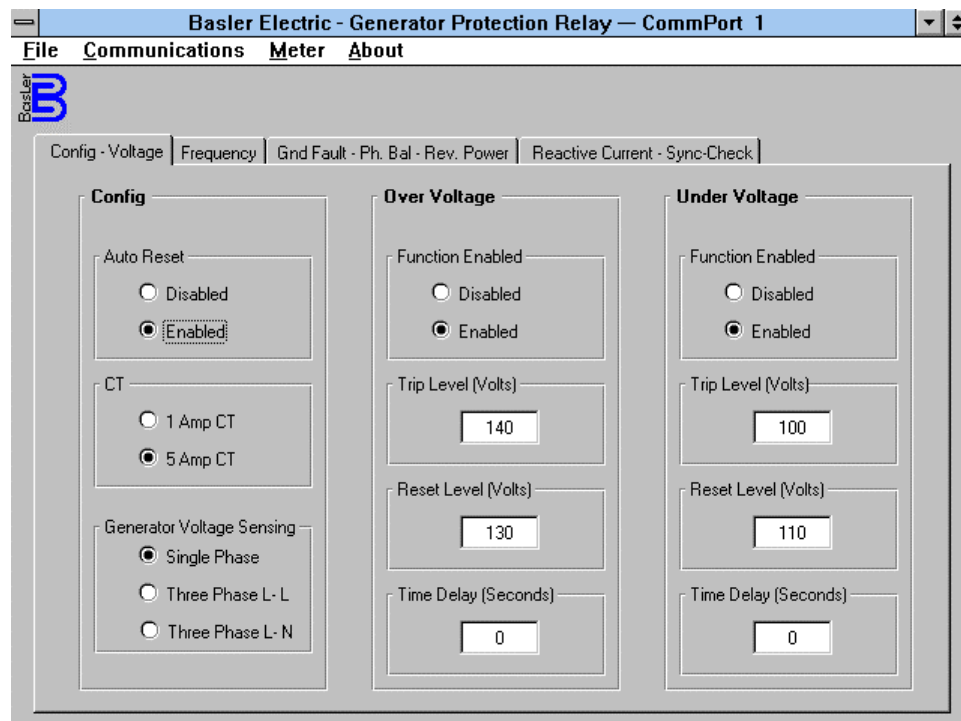 Basler Electric - Generator Protection Relay — CommPort 1
File Communications Meter About
Basler
Config - Voltage Frequency Gnd Fault - Ph. Bal - Rev. Power Reactive Current - Sync-Check
Config
Auto Reset
Disabled
Enabled
CT
1 Amp CT
5 Amp CT
Generator Voltage Sensing
Single Phase
Three Phase L- L
Three Phase L- N
Over Voltage
Function Enabled
Disabled
Enabled
Trip Level (Volts)
140
Reset Level (Volts)
130
Time Delay (Seconds)
0
Under Voltage
Function Enabled
Disabled
Enabled
Trip Level (Volts)
100
Reset Level (Volts)
110
Time Delay (Seconds)
0